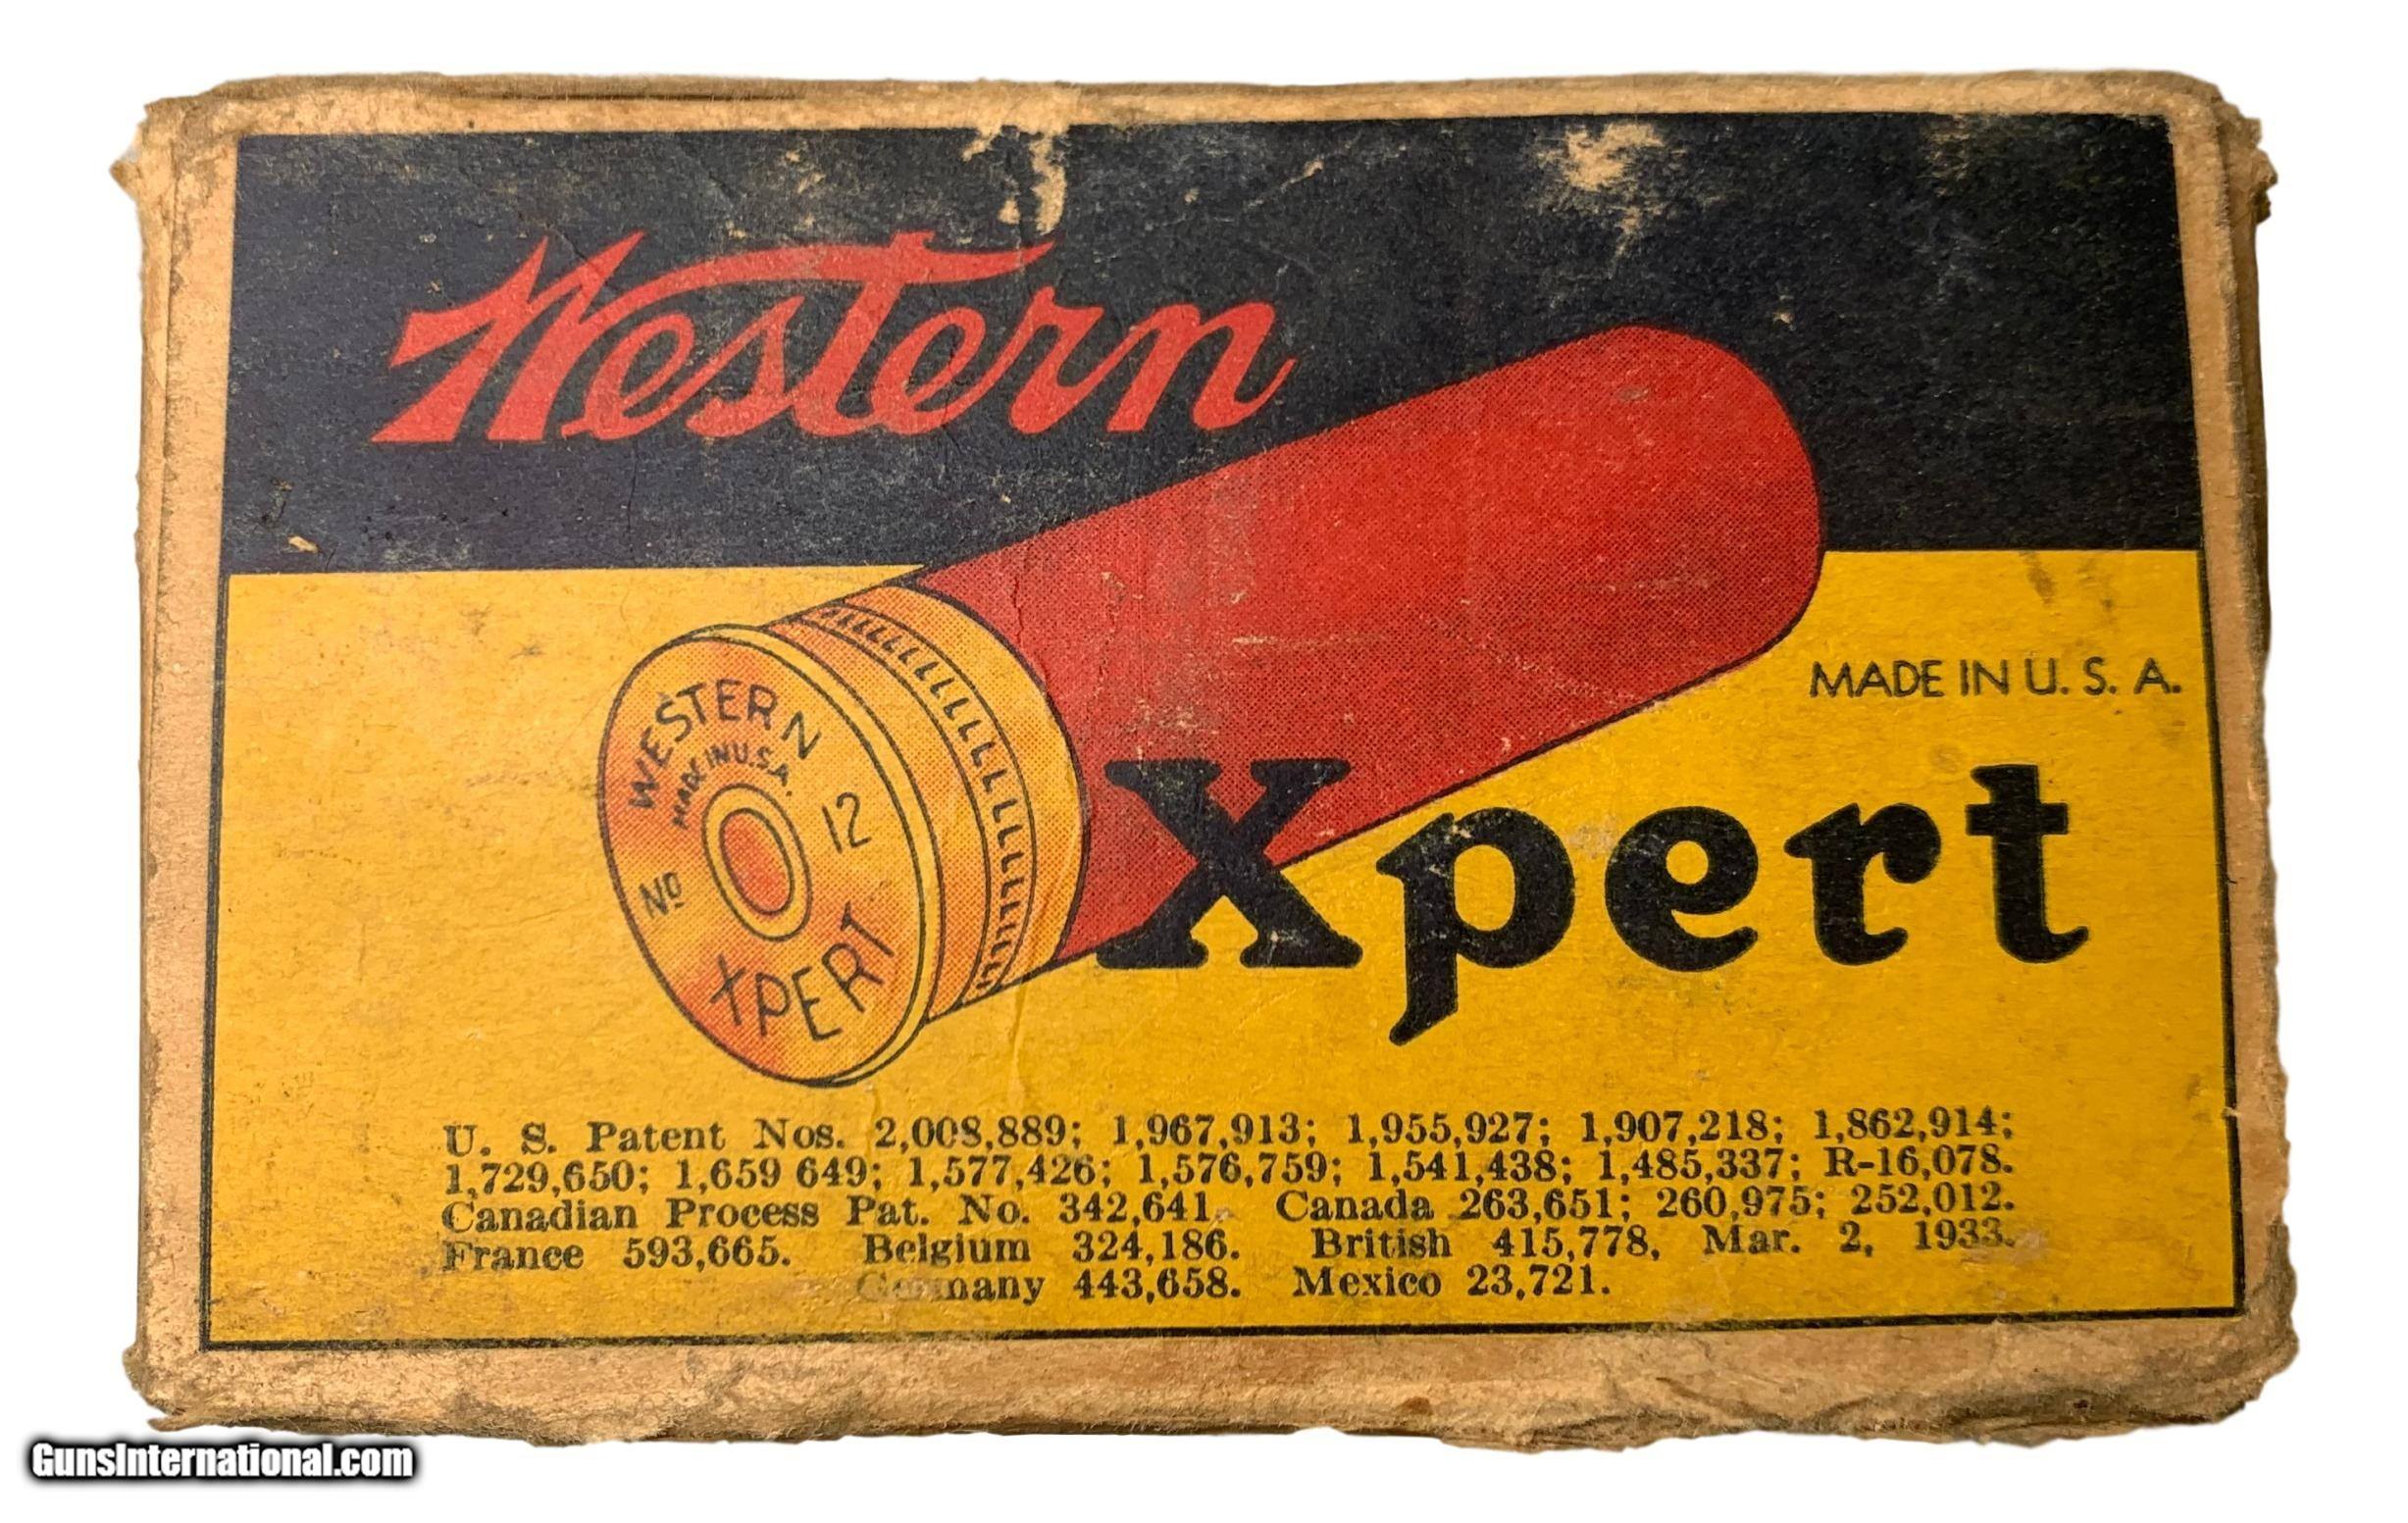 Western
MADE IN U. S. A.
WESTERN
MADE IN U.S.A.
12
No
XPERT
Xpert
U. S. Patent Nos. 2,008,889; 1,967,913; 1,955,927; 1,907,218; 1,862,914;
1,729,650; 1,659 649; 1,577,426; 1,576,759; 1,541,438; 1,485,337; R-16,078.
Canadian Process Pat. No. 342,641. Canada 263,651; 260,975; 252,012.
France 593,665. Belgium 324,186. British 415,778, Mar. 2, 1933.
Germany 443,658. Mexico 23,721.
GunsInternational.com